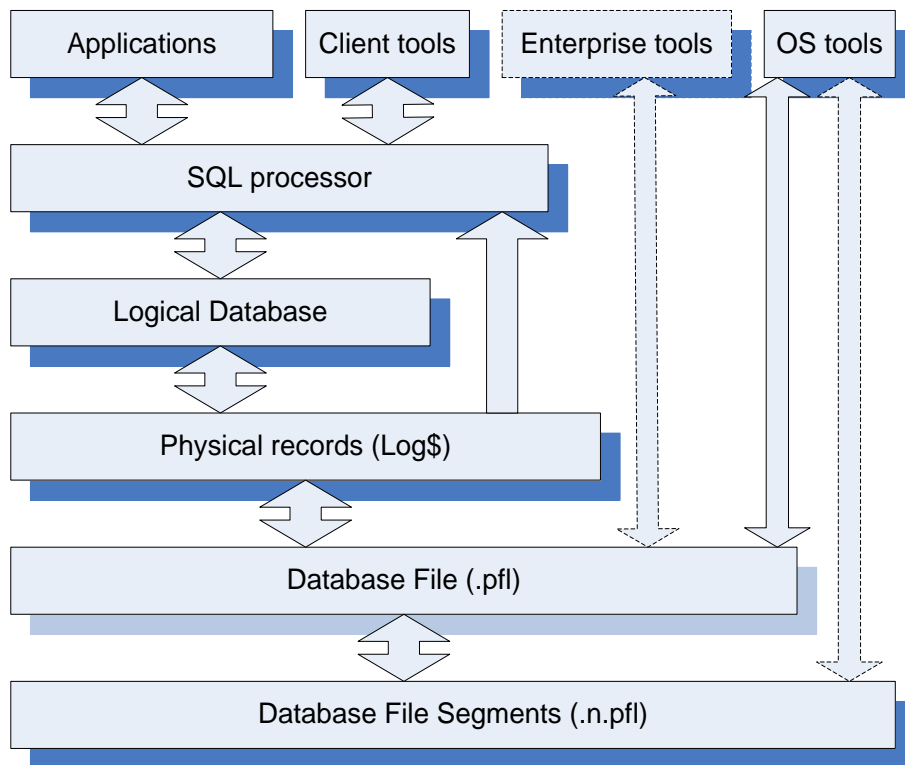 Applications
Client tools
Enterprise tools
OS tools
SQL processor
Logical Database
Physical records (Log$)
Database File (.pfl)
Database File Segments (.n.pfl)